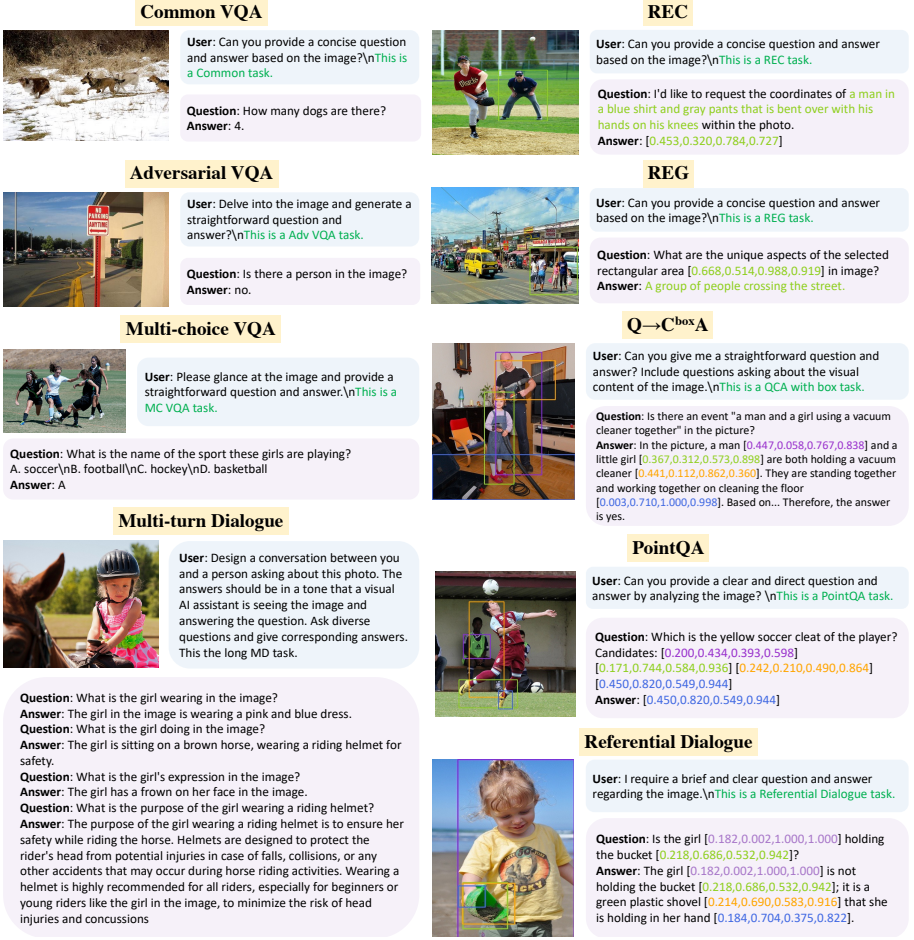 Common VQA
User: Can you provide a concise question
and answer based on the image?\nThis is
a Common task.
Question: How many dogs are there?
Answer: 4.
Adversarial VQA
NO
PARKING
ANYTIME
User: Delve into the image and generate a
straightforward question and
answer?\nThis is a Adv VQA task.
Question: Is there a person in the image?
Answer: no.
Multi-choice VQA
User: Please glance at the image and provide a
straightforward question and answer.\nThis is a
MC VQA task.
Question: What is the name of the sport these girls are playing?
A. soccer\nB. football\nC. hockey\nD. basketball
Answer: A
Multi-turn Dialogue
User: Design a conversation between you
and a person asking about this photo. The
answers should be in a tone that a visual
AI assistant is seeing the image and
answering the question. Ask diverse
questions and give corresponding answers.
This the long MD task.
Question: What is the girl wearing in the image?
Answer: The girl in the image is wearing a pink and blue dress.
Question: What is the girl doing in the image?
Answer: The girl is sitting on a brown horse, wearing a riding helmet for
safety.
Question: What is the girl's expression in the image?
Answer: The girl has a frown on her face in the image.
Question: What is the purpose of the girl wearing a riding helmet?
Answer: The purpose of the girl wearing a riding helmet is to ensure her
safety while riding the horse. Helmets are designed to protect the
rider's head from potential injuries in case of falls, collisions, or any
other accidents that may occur during horse riding activities. Wearing a
helmet is highly recommended for all riders, especially for beginners or
young riders like the girl in the image, to minimize the risk of head
injuries and concussions
REC
User: Can you provide a concise question and answer
based on the image?\nThis is a REC task.
Question: I'd like to request the coordinates of a man in
a blue shirt and gray pants that is bent over with his
hands on his knees within the photo.
Answer: [0.453,0.320,0.784,0.727]
REG
User: Can you provide a concise question and answer
based on the image?\nThis is a REG task.
Question: What are the unique aspects of the selected
rectangular area [0.668,0.514,0.988,0.919] in image?
Answer: A group of people crossing the street.
Q→C^boxA
User: Can you give me a straightforward question and
answer? Include questions asking about the visual
content of the image.\nThis is a QCA with box task.
Question: Is there an event "a man and a girl using a vacuum
cleaner together" in the picture?
Answer: In the picture, a man [0.447,0.058,0.767,0.838] and a
little girl [0.367,0.312,0.573,0.898] are both holding a vacuum
cleaner [0.441,0.112,0.862,0.360]. They are standing together
and working together on cleaning the floor
[0.003,0.710,1.000,0.998]. Based on... Therefore, the answer
is yes.
PointQA
User: Can you provide a clear and direct question and
answer by analyzing the image? \nThis is a PointQA task.
Question: Which is the yellow soccer cleat of the player?
Candidates: [0.200,0.434,0.393,0.598]
[0.171,0.744,0.584,0.936] [0.242,0.210,0.490,0.864]
[0.450,0.820,0.549,0.944]
Answer: [0.450,0.820,0.549,0.944]
Referential Dialogue
User: I require a brief and clear question and answer
regarding the image.\nThis is a Referential Dialogue task.
Question: Is the girl [0.182,0.002,1.000,1.000] holding
the bucket [0.218,0.686,0.532,0.942]?
Answer: The girl [0.182,0.002,1.000,1.000] is not
holding the bucket [0.218,0.686,0.532,0.942]; it is a
green plastic shovel [0.214,0.690,0.583,0.916] that she
is holding in her hand [0.184,0.704,0.375,0.822].